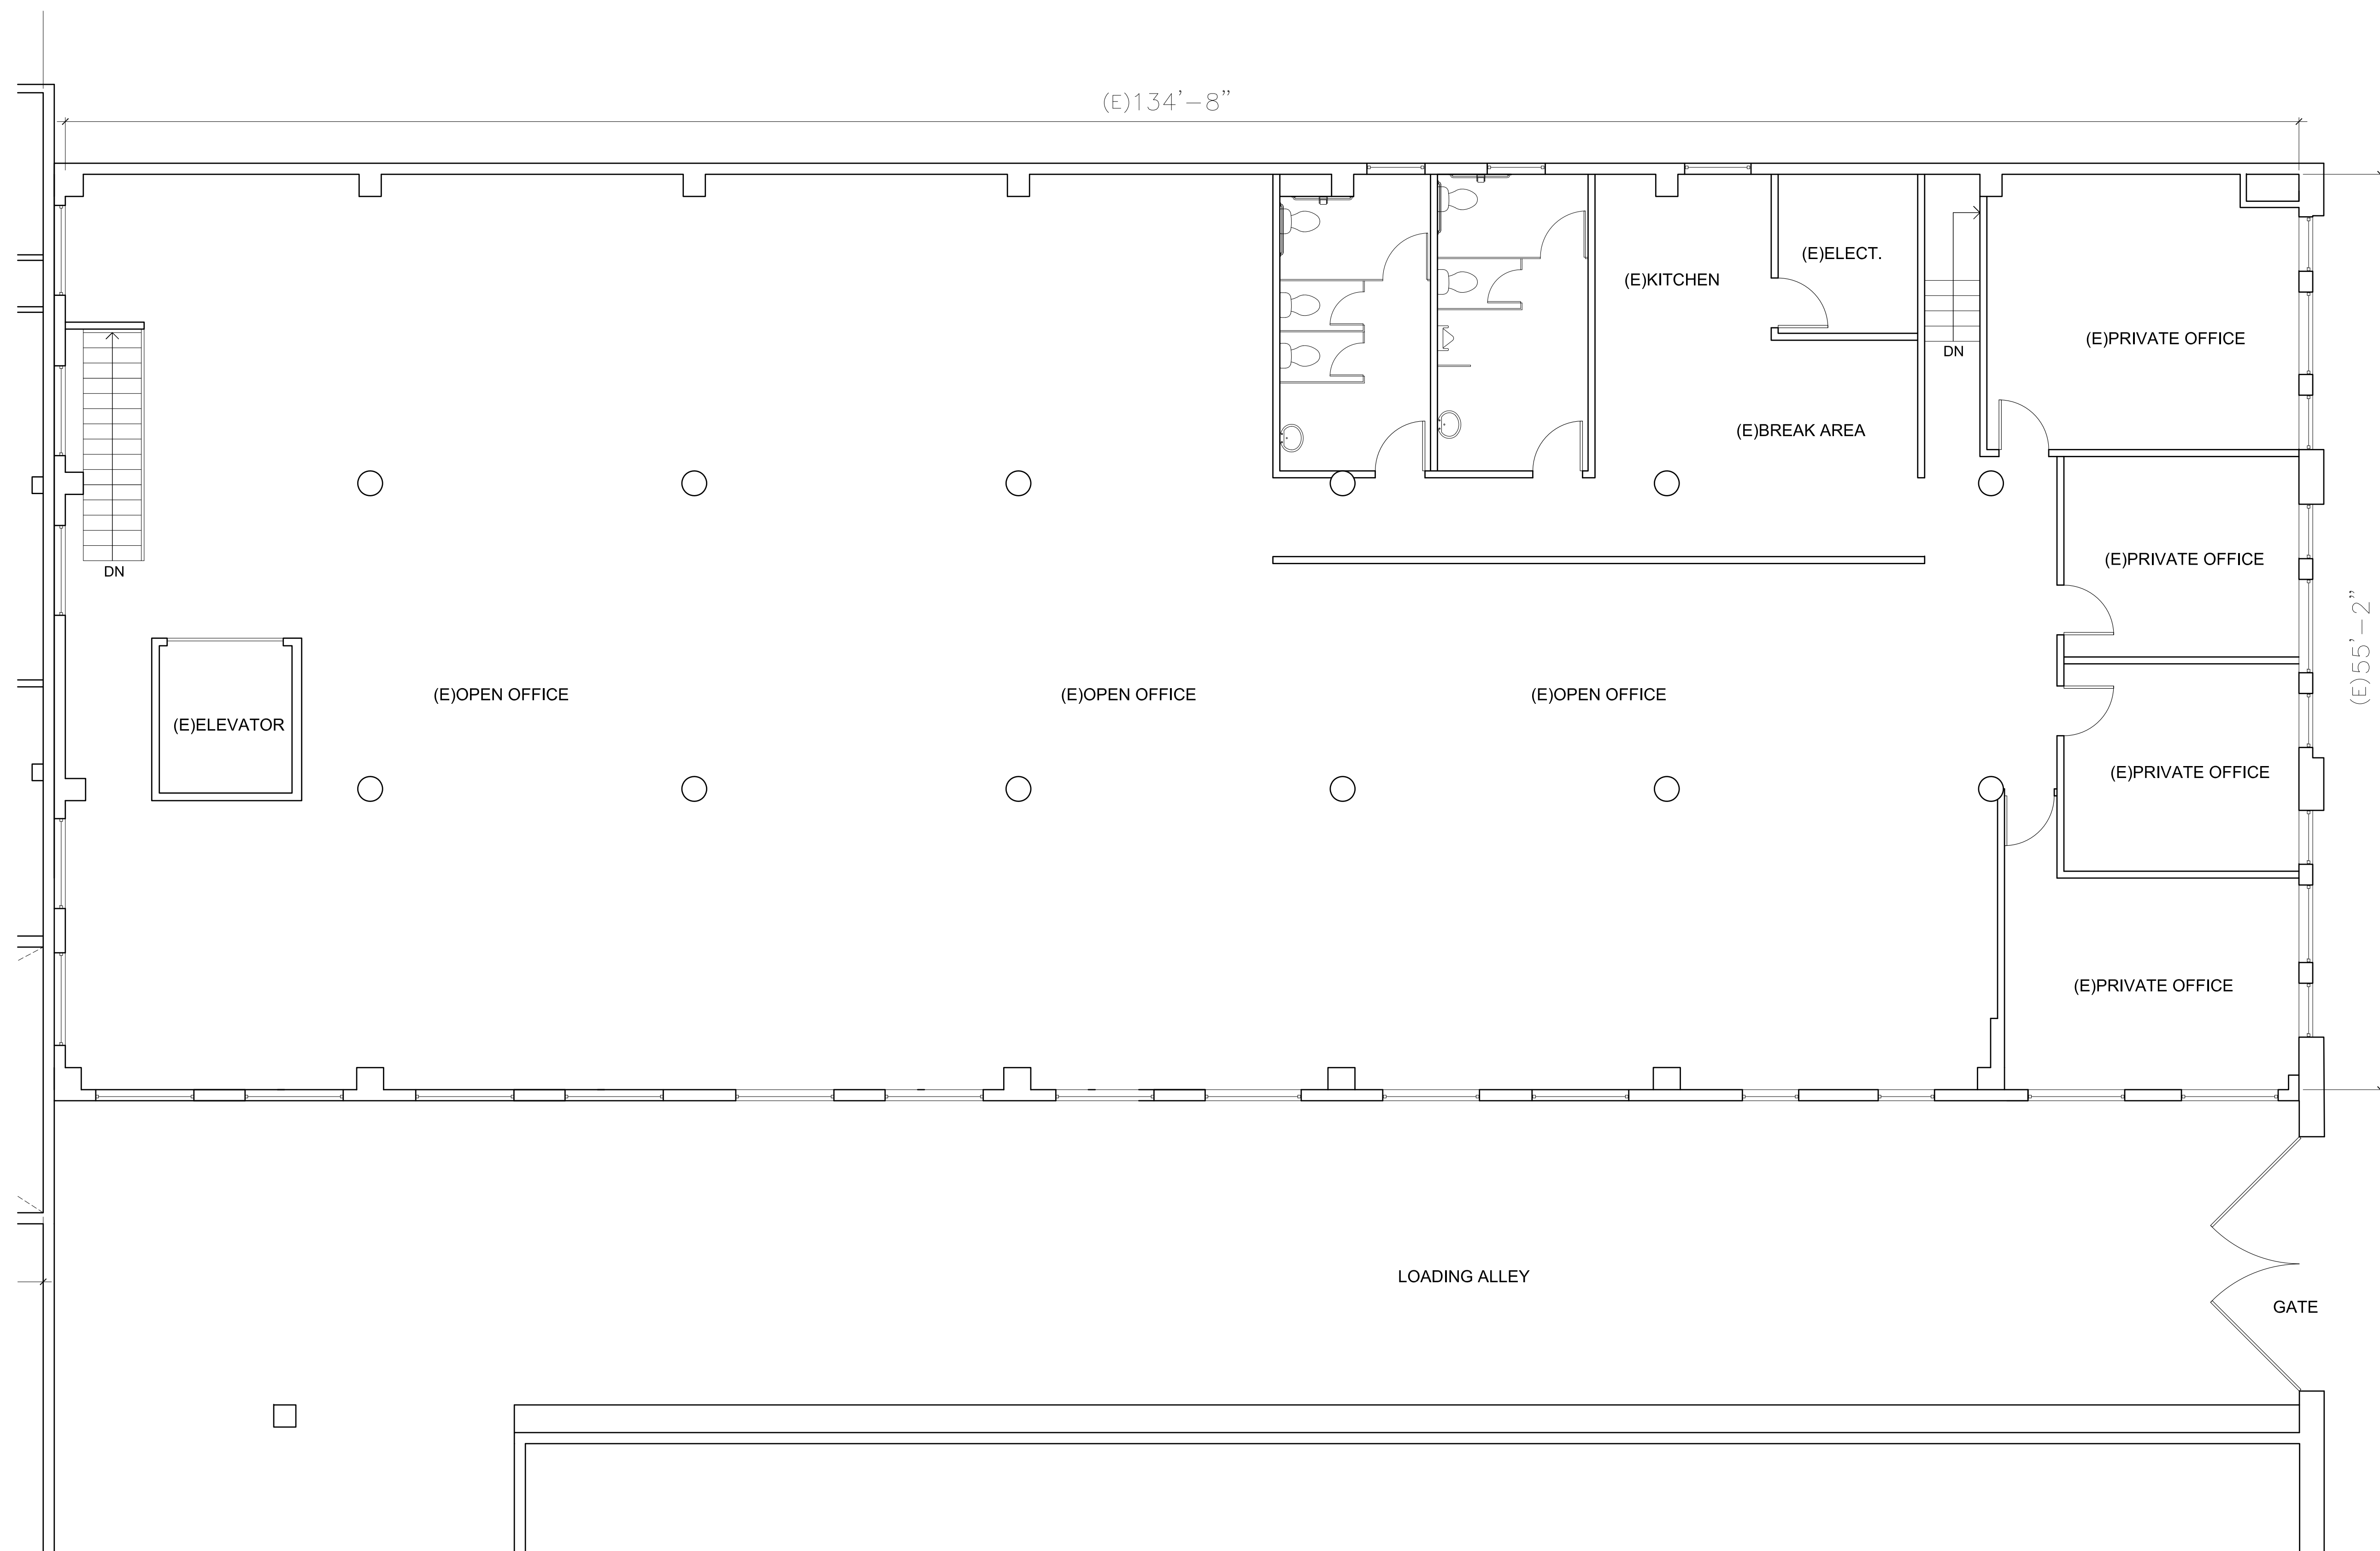 (E)134'-8"
(E)ELECT.
(E)KITCHEN
(E)PRIVATE OFFICE
DN
(E)BREAK AREA
(E)PRIVATE OFFICE
DN
(E)55'-2"
(E)OPEN OFFICE
(E)OPEN OFFICE
(E)OPEN OFFICE
(E)ELEVATOR
(E)PRIVATE OFFICE
(E)PRIVATE OFFICE
LOADING ALLEY
GATE